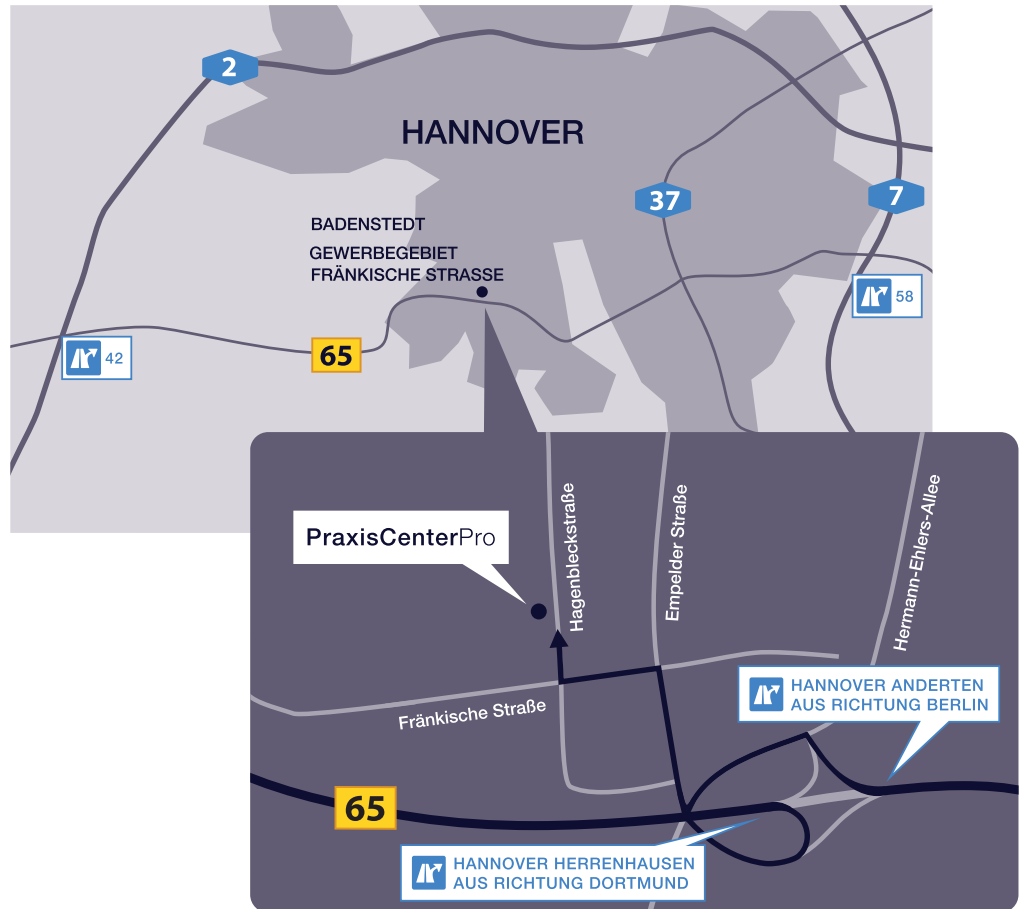 2
HANNOVER
37
7
BADENSTEDT
GEWERBEGEBIET
FRÄNKISCHE STRASSE
58
42
65
Hagenbleckstraße
Empelder Straße
Hermann-Ehlers-Allee
PraxisCenterPro
Fränkische Straße
HANNOVER ANDERTEN
AUS RICHTUNG BERLIN
65
HANNOVER HERRENHAUSEN
AUS RICHTUNG DORTMUND